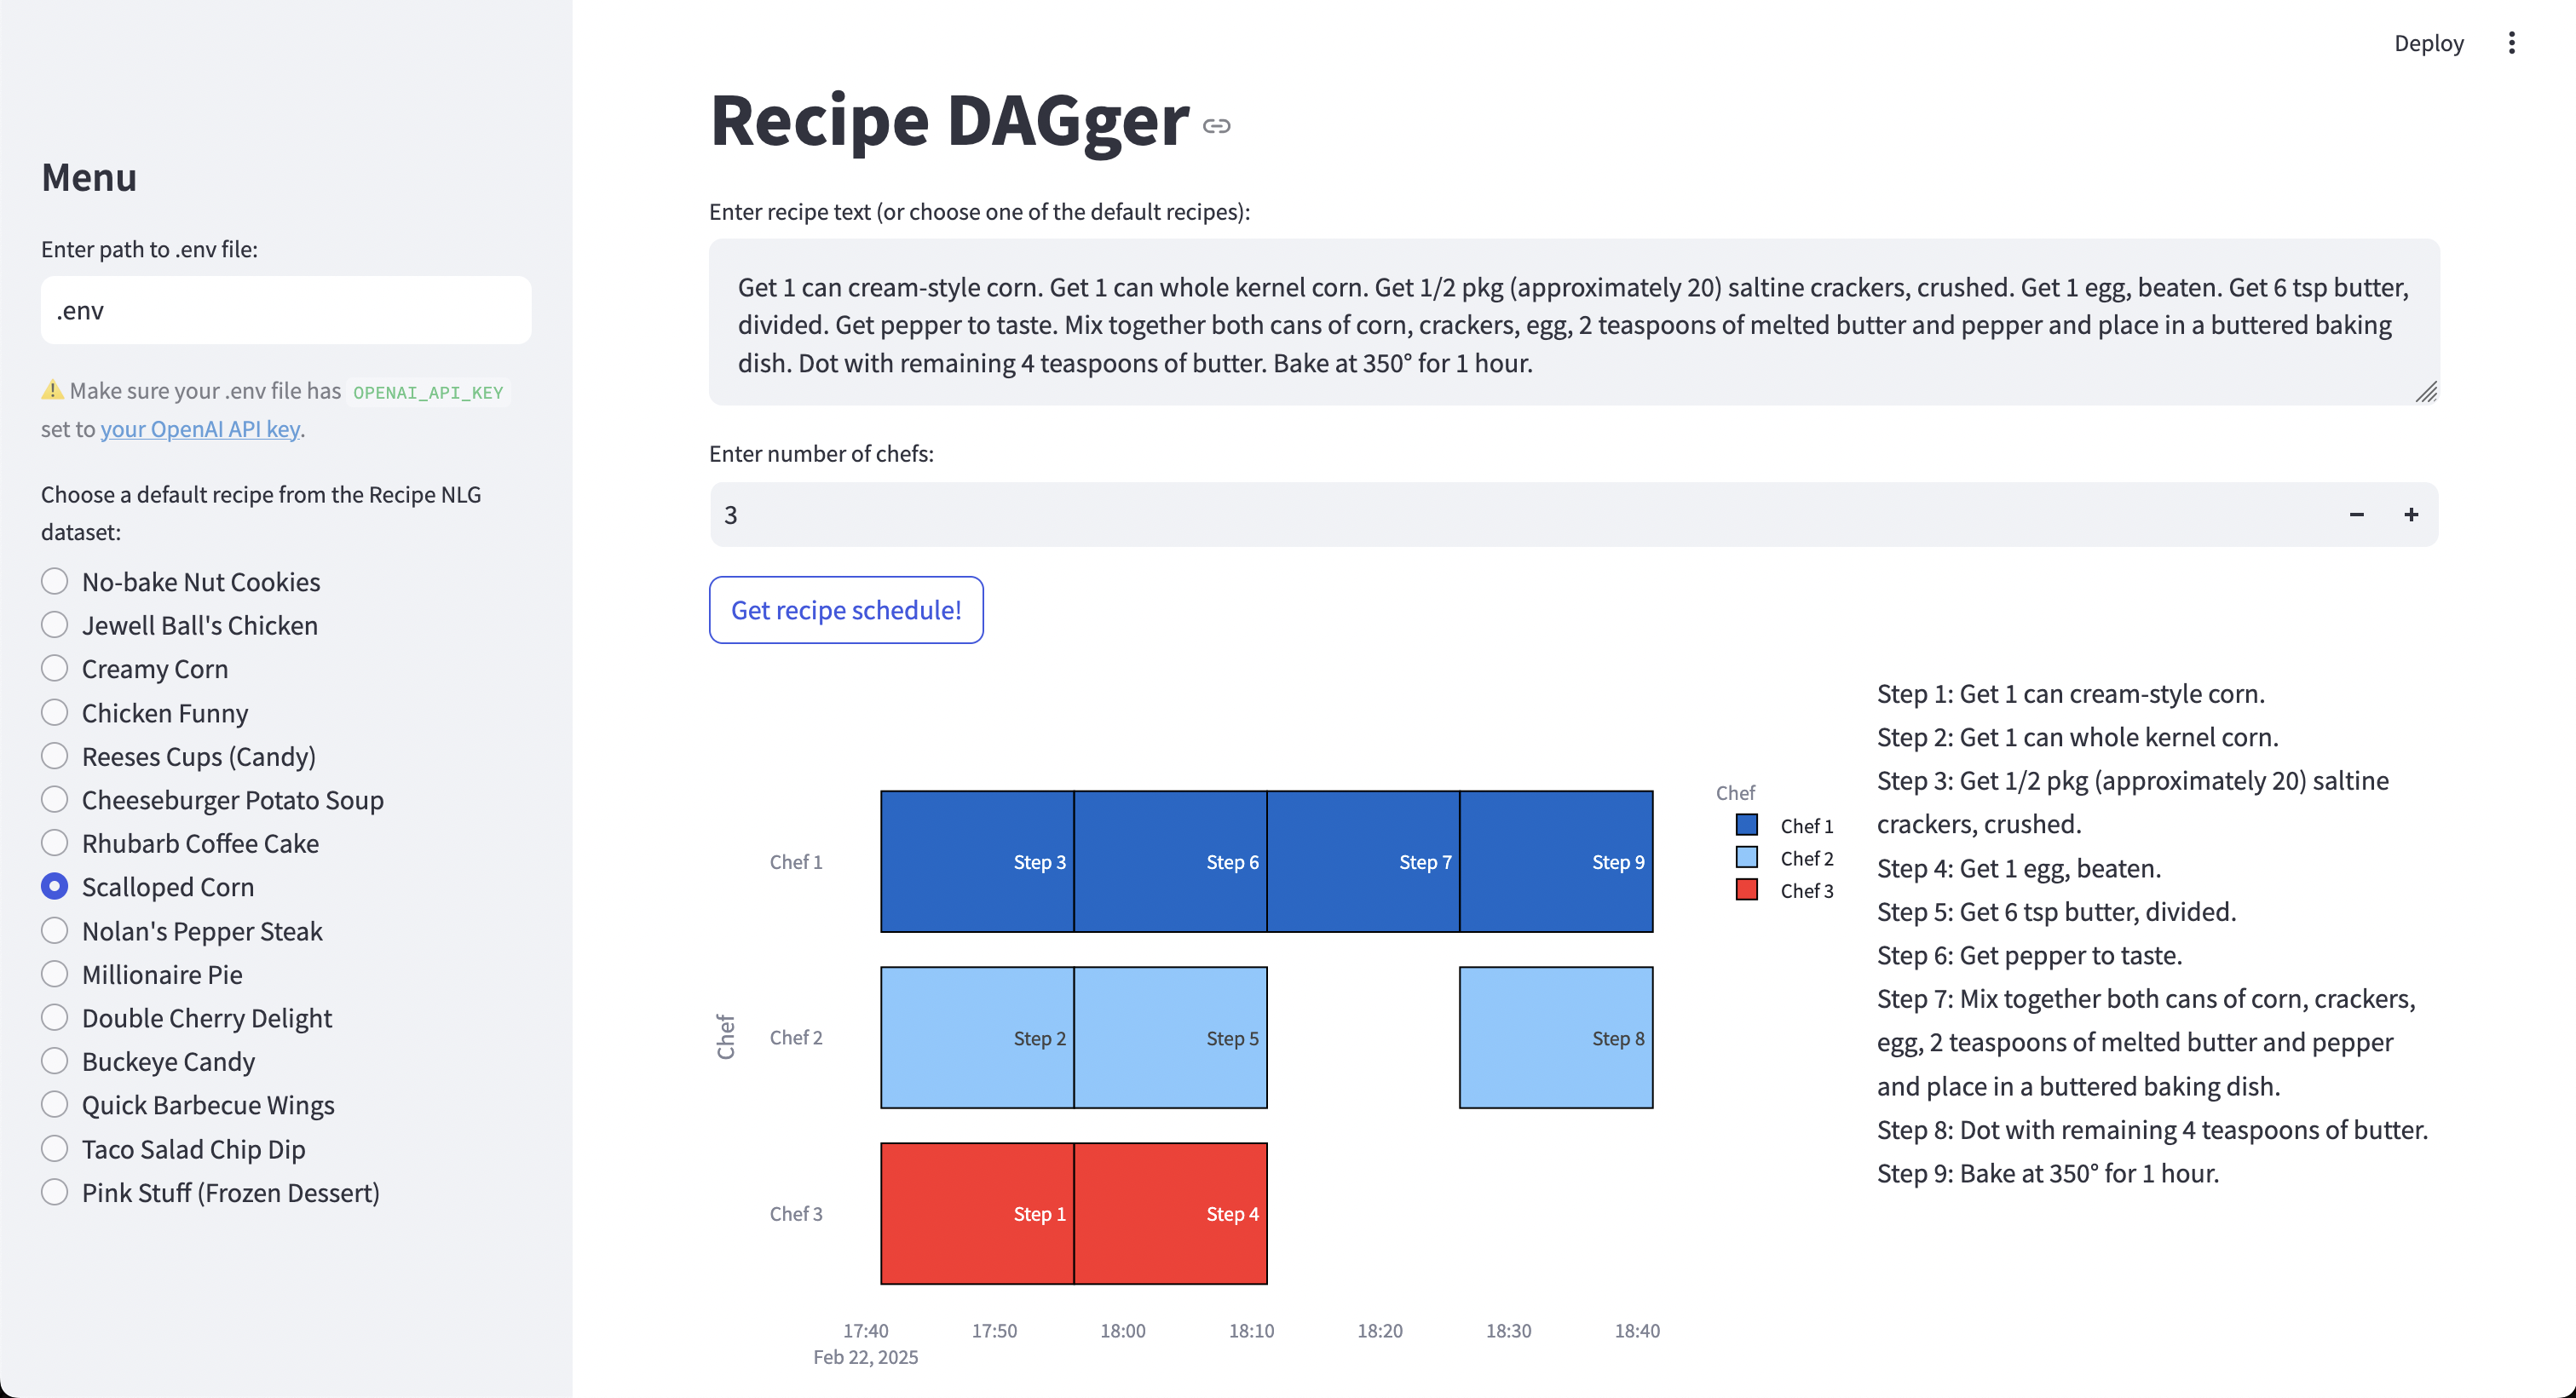 Deploy
Menu
Enter path to .env file:
.env
⚠️ Make sure your .env file has OPENAI_API_KEY
set to your OpenAI API key.
Choose a default recipe from the Recipe NLG
dataset:
No-bake Nut Cookies
Jewell Ball's Chicken
Creamy Corn
Chicken Funny
Reeses Cups (Candy)
Cheeseburger Potato Soup
Rhubarb Coffee Cake
Scalloped Corn
Nolan's Pepper Steak
Millionaire Pie
Double Cherry Delight
Buckeye Candy
Quick Barbecue Wings
Taco Salad Chip Dip
Pink Stuff (Frozen Dessert)
Recipe DAGger
Enter recipe text (or choose one of the default recipes):
Get 1 can cream-style corn. Get 1 can whole kernel corn. Get 1/2 pkg (approximately 20) saltine crackers, crushed. Get 1 egg, beaten. Get 6 tsp butter,
divided. Get pepper to taste. Mix together both cans of corn, crackers, egg, 2 teaspoons of melted butter and pepper and place in a buttered baking
dish. Dot with remaining 4 teaspoons of butter. Bake at 350° for 1 hour.
Enter number of chefs:
3
− +
Get recipe schedule!
Chef
Chef 1
Step 3 Step 6 Step 7 Step 9
Chef 2
Step 2 Step 5 Step 8
Chef 3
Step 1 Step 4
17:40 17:50 18:00 18:10 18:20 18:30 18:40
Feb 22, 2025
Chef
Chef 1
Chef 2
Chef 3
Step 1: Get 1 can cream-style corn.
Step 2: Get 1 can whole kernel corn.
Step 3: Get 1/2 pkg (approximately 20) saltine
crackers, crushed.
Step 4: Get 1 egg, beaten.
Step 5: Get 6 tsp butter, divided.
Step 6: Get pepper to taste.
Step 7: Mix together both cans of corn, crackers,
egg, 2 teaspoons of melted butter and pepper
and place in a buttered baking dish.
Step 8: Dot with remaining 4 teaspoons of butter.
Step 9: Bake at 350° for 1 hour.